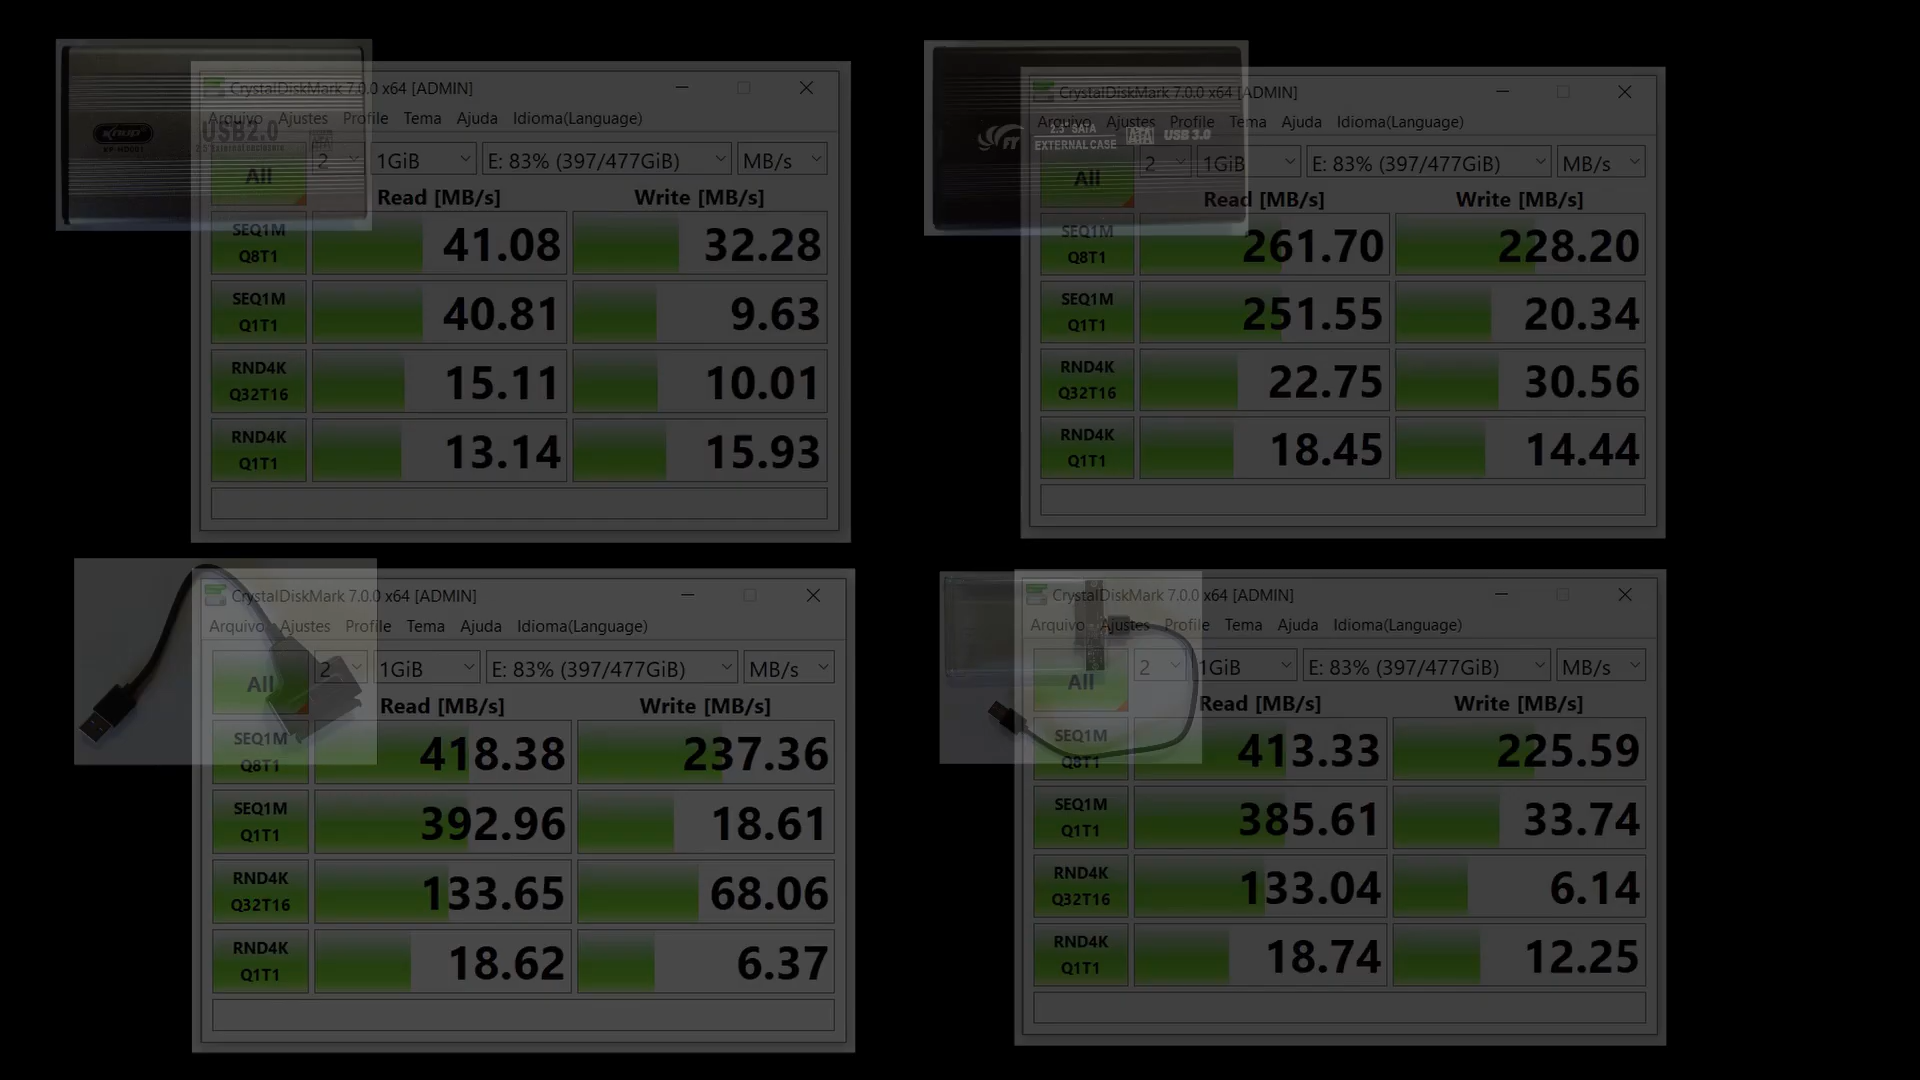 CrystalDiskMark 7.0.0 x64 [ADMIN]
Arquivo Ajustes Profile Tema Ajuda Idioma(Language)
KNUP
KP-HD001
USB2.0
2.5" External enclosure
SATA
All
2 1GiB E: 83% (397/477GiB) MB/s
Read [MB/s] Write [MB/s]
SEQ1M
Q8T1
41.08 32.28
SEQ1M
Q1T1
40.81 9.63
RND4K
Q32T16
15.11 10.01
RND4K
Q1T1
13.14 15.93
CrystalDiskMark 7.0.0 x64 [ADMIN]
Arquivo Ajustes Profile Tema Ajuda Idioma(Language)
FY
2.5" SATA
EXTERNAL CASE
SATA
USB 3.0
All
2 1GiB E: 83% (397/477GiB) MB/s
Read [MB/s] Write [MB/s]
SEQ1M
Q8T1
261.70 228.20
SEQ1M
Q1T1
251.55 20.34
RND4K
Q32T16
22.75 30.56
RND4K
Q1T1
18.45 14.44
CrystalDiskMark 7.0.0 x64 [ADMIN]
Arquivo Ajustes Profile Tema Ajuda Idioma(Language)
All
2 1GiB E: 83% (397/477GiB) MB/s
Read [MB/s] Write [MB/s]
SEQ1M
Q8T1
418.38 237.36
SEQ1M
Q1T1
392.96 18.61
RND4K
Q32T16
133.65 68.06
RND4K
Q1T1
18.62 6.37
CrystalDiskMark 7.0.0 x64 [ADMIN]
Arquivo Ajustes Profile Tema Ajuda Idioma(Language)
All
2 1GiB E: 83% (397/477GiB) MB/s
Read [MB/s] Write [MB/s]
SEQ1M
Q8T1
413.33 225.59
SEQ1M
Q1T1
385.61 33.74
RND4K
Q32T16
133.04 6.14
RND4K
Q1T1
18.74 12.25